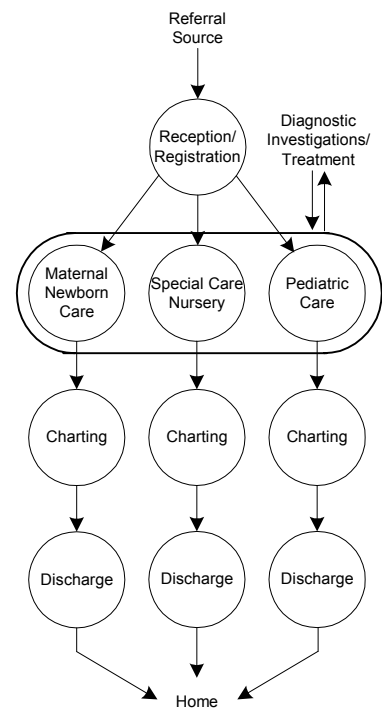 Referral
Source
Reception/
Registration
Diagnostic
Investigations/
Treatment
Maternal
Newborn
Care
Special Care
Nursery
Pediatric
Care
Charting
Charting
Charting
Discharge
Discharge
Discharge
Home